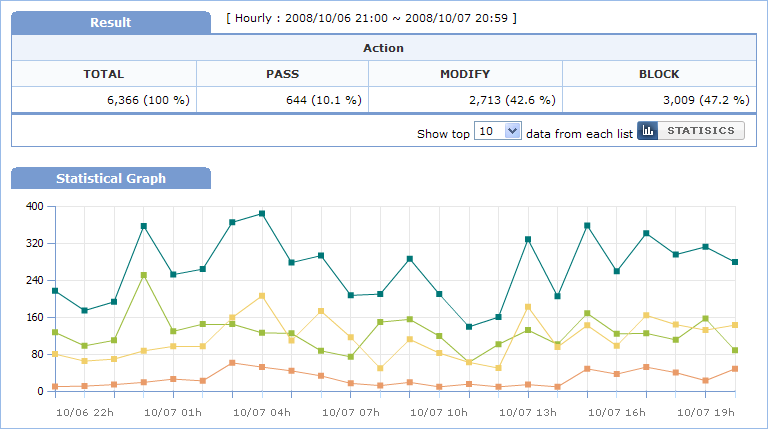 Result [ Hourly : 2008/10/06 21:00 ~ 2008/10/07 20:59 ]
Action
TOTAL PASS MODIFY BLOCK
6,366 (100 %) 644 (10.1 %) 2,713 (42.6 %) 3,009 (47.2 %)
Show top 10 data from each list STATISICS
Statistical Graph
400
320
240
160
80
0
10/06 22h 10/07 01h 10/07 04h 10/07 07h 10/07 10h 10/07 13h 10/07 16h 10/07 19h